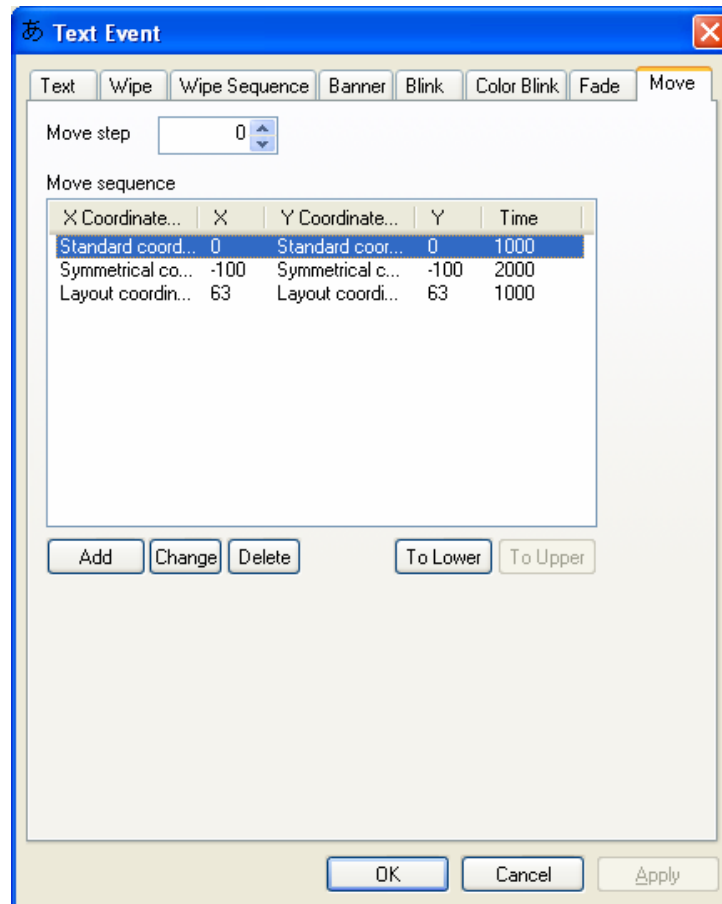 あ Text Event
Text Wipe Wipe Sequence Banner Blink Color Blink Fade Move
Move step 0
Move sequence
X Coordinate... X Y Coordinate... Y Time
Standard coord... 0 Standard coor... 0 1000
Symmetrical co... -100 Symmetrical c... -100 2000
Layout coordin... 63 Layout coordi... 63 1000
Add Change Delete To Lower To Upper
OK Cancel Apply